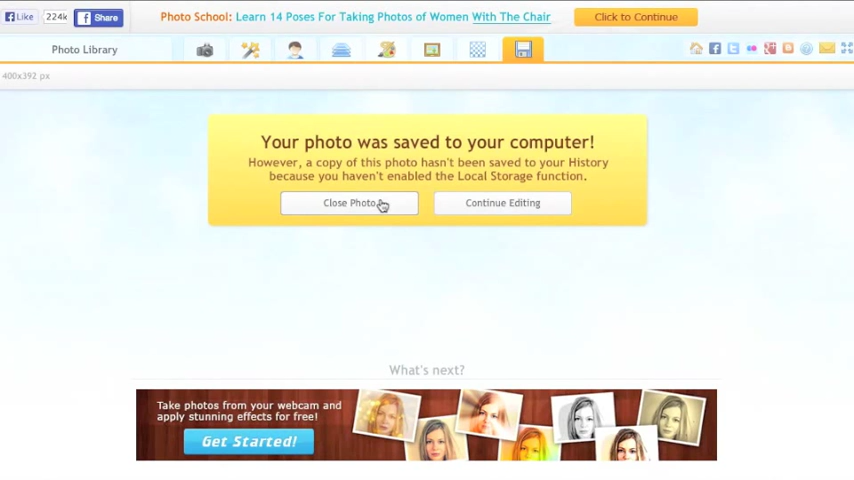 Like 224k Share
Photo School: Learn 14 Poses For Taking Photos of Women With The Chair
Click to Continue
Photo Library
400x392 px
Your photo was saved to your computer!
However, a copy of this photo hasn't been saved to your History
because you haven't enabled the Local Storage function.
Close Photo
Continue Editing
What's next?
Take photos from your webcam and
apply stunning effects for free!
Get Started!